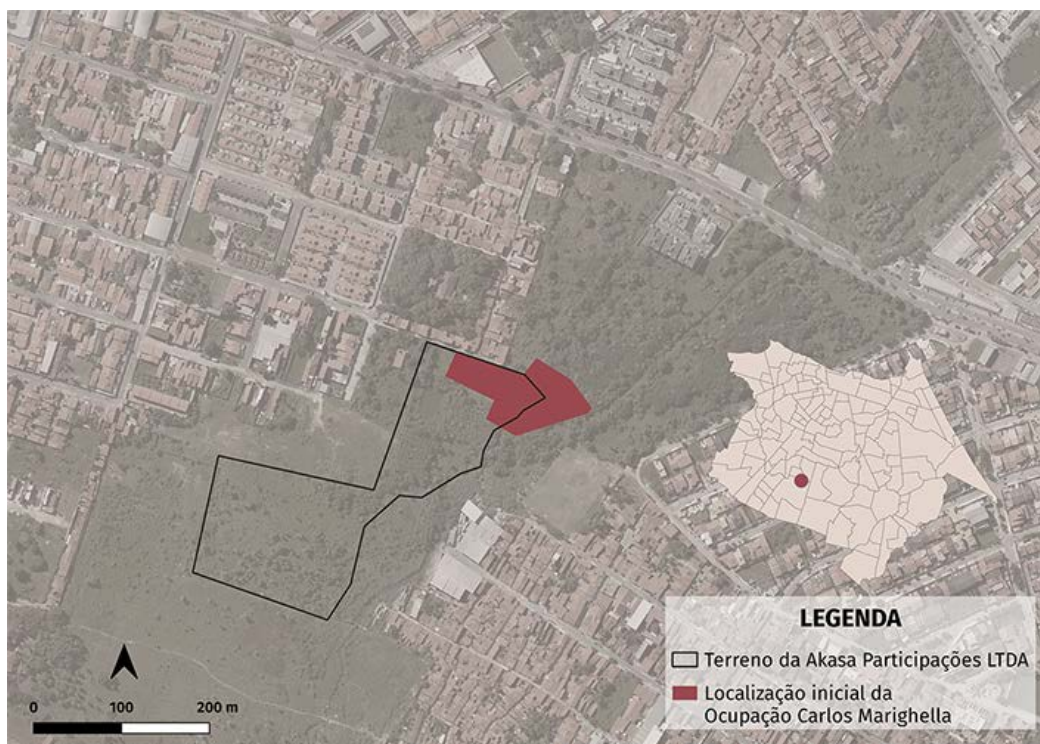 LEGENDA
Terreno da Akasa Participações LTDA
Localização inicial da
Ocupação Carlos Marighella
0 100 200 m